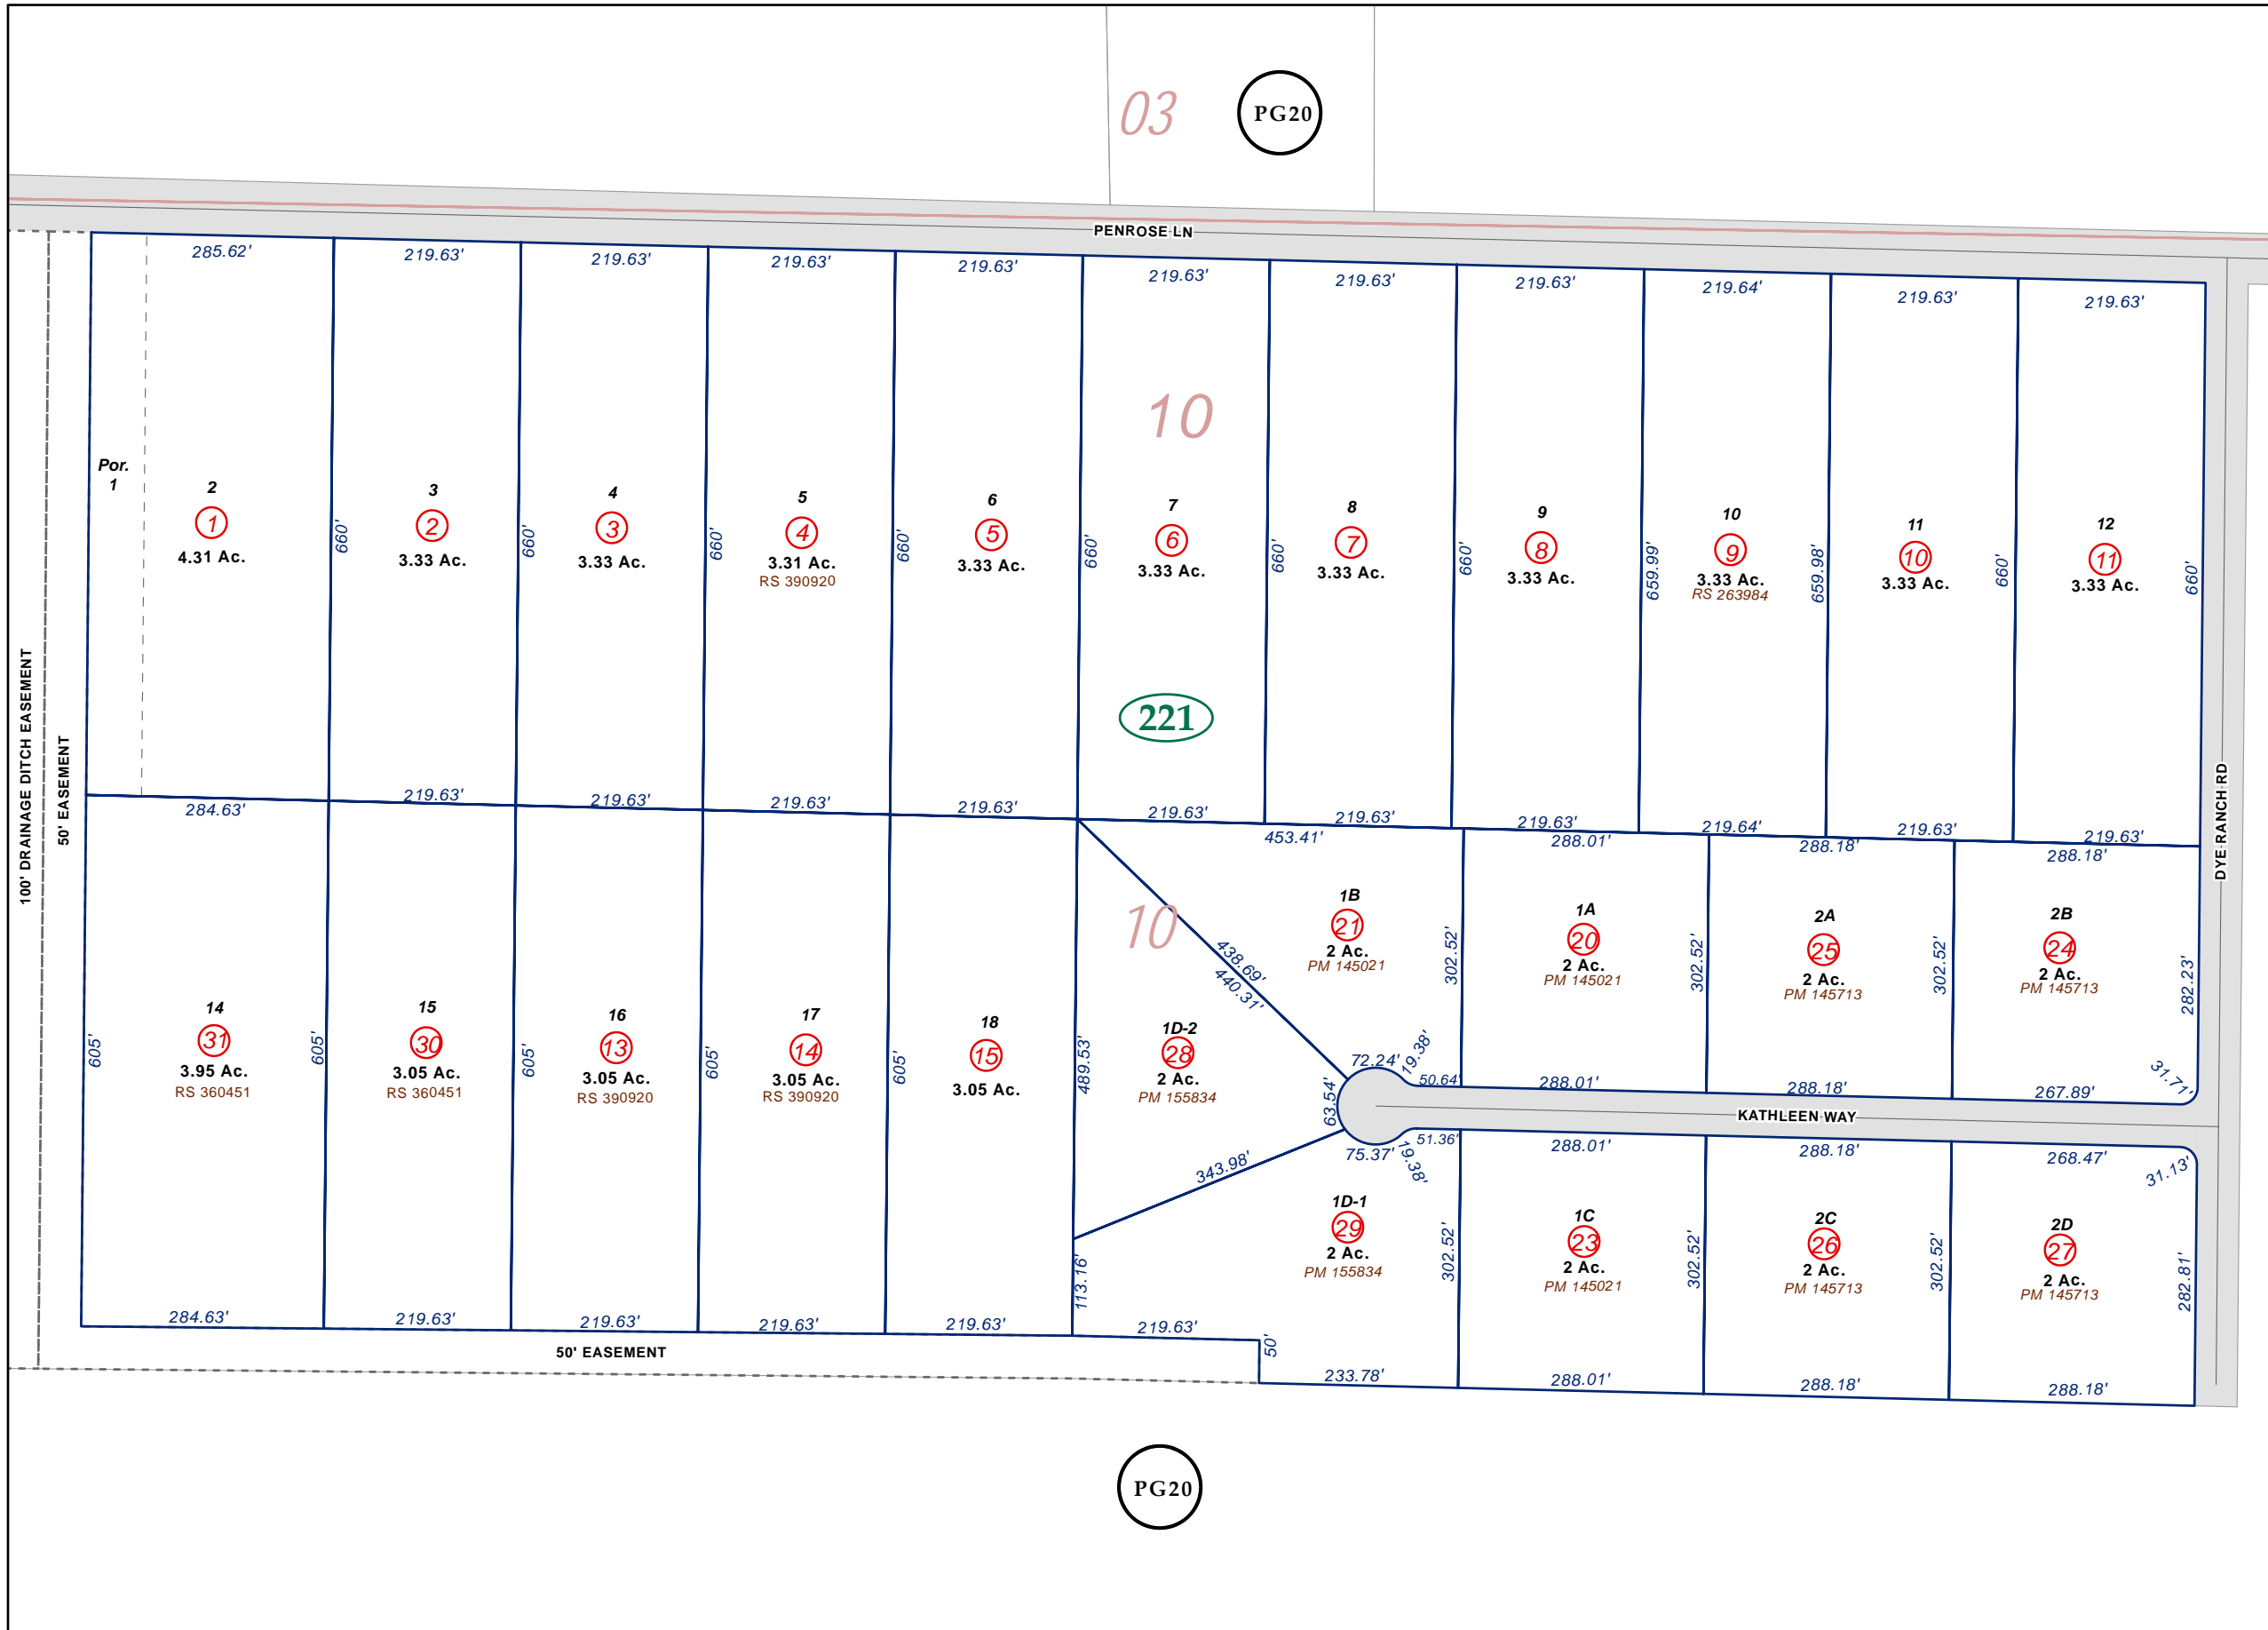 03
PG20
PENROSE LN
285.62'
219.63'
219.63'
219.63'
219.63'
219.63'
219.63'
219.63'
219.64'
219.63'
219.63'
10
Por.
1
2
1
4.31 Ac.
660'
3
2
3.33 Ac.
660'
4
3
3.33 Ac.
660'
5
4
3.31 Ac.
RS 390920
660'
6
5
3.33 Ac.
660'
7
6
3.33 Ac.
660'
8
7
3.33 Ac.
660'
9
8
3.33 Ac.
659.99'
10
9
3.33 Ac.
RS 263984
659.98'
11
10
3.33 Ac.
660'
12
11
3.33 Ac.
660'
221
100' DRAINAGE DITCH EASEMENT
50' EASEMENT
DYE RANCH RD
284.63'
219.63'
219.63'
219.63'
219.63'
219.63'
219.63'
219.63'
219.64'
219.63'
219.63'
453.41'
288.01'
288.18'
288.18'
10
438.69'
440.31'
1B
21
2 Ac.
PM 145021
302.52'
1A
20
2 Ac.
PM 145021
302.52'
2A
25
2 Ac.
PM 145713
302.52'
2B
24
2 Ac.
PM 145713
282.23'
31.71'
605'
14
31
3.95 Ac.
RS 360451
605'
15
30
3.05 Ac.
RS 360451
605'
16
13
3.05 Ac.
RS 390920
605'
17
14
3.05 Ac.
RS 390920
605'
18
15
3.05 Ac.
489.53'
1D-2
28
2 Ac.
PM 155834
63.54'
72.24'
19.38'
50.64'
288.01'
288.18'
267.89'
KATHLEEN WAY
343.98'
75.37'
19.38'
51.36'
288.01'
288.18'
268.47'
31.13'
113.16'
1D-1
29
2 Ac.
PM 155834
302.52'
1C
23
2 Ac.
PM 145021
302.52'
2C
26
2 Ac.
PM 145713
302.52'
2D
27
2 Ac.
PM 145713
282.81'
284.63'
219.63'
219.63'
219.63'
219.63'
219.63'
50'
50' EASEMENT
233.78'
288.01'
288.18'
288.18'
PG20